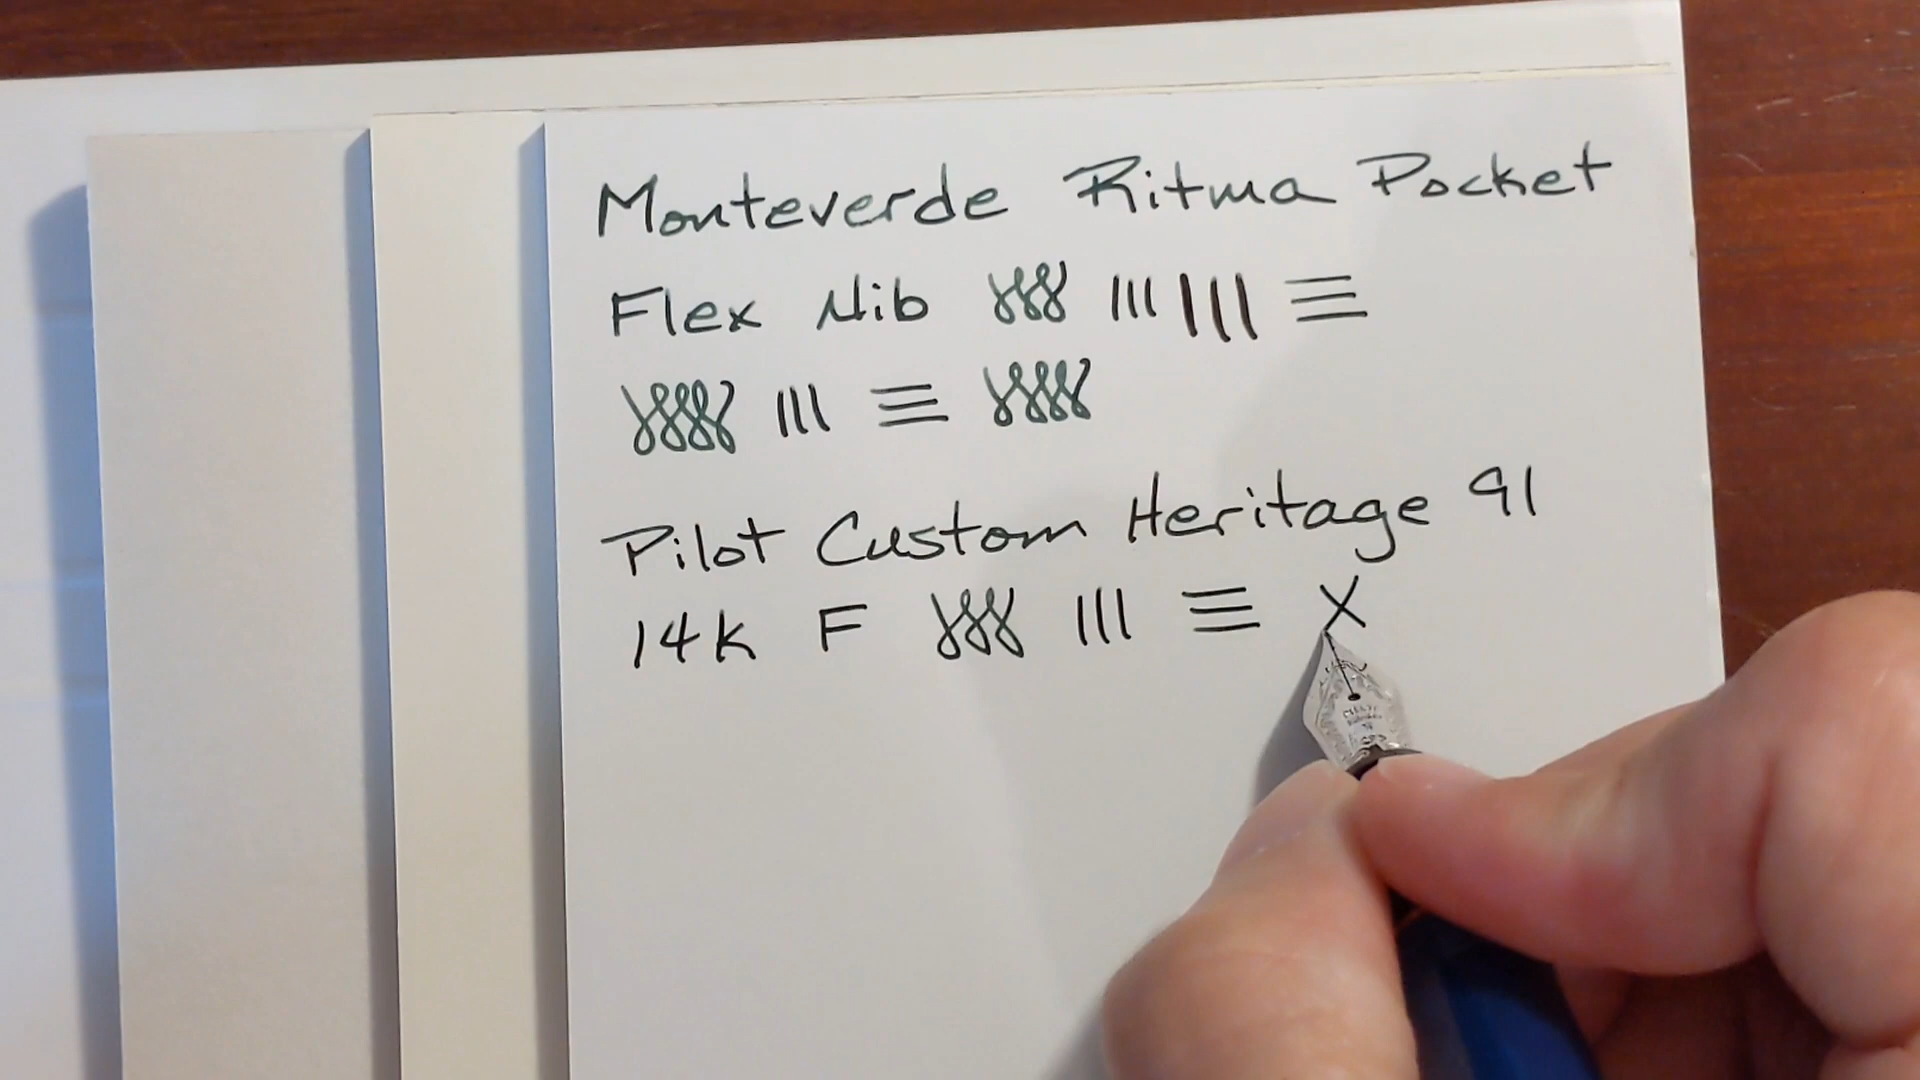 Monteverde Ritma Pocket
Flex Nib
Pilot Custom Heritage 91
14k F X